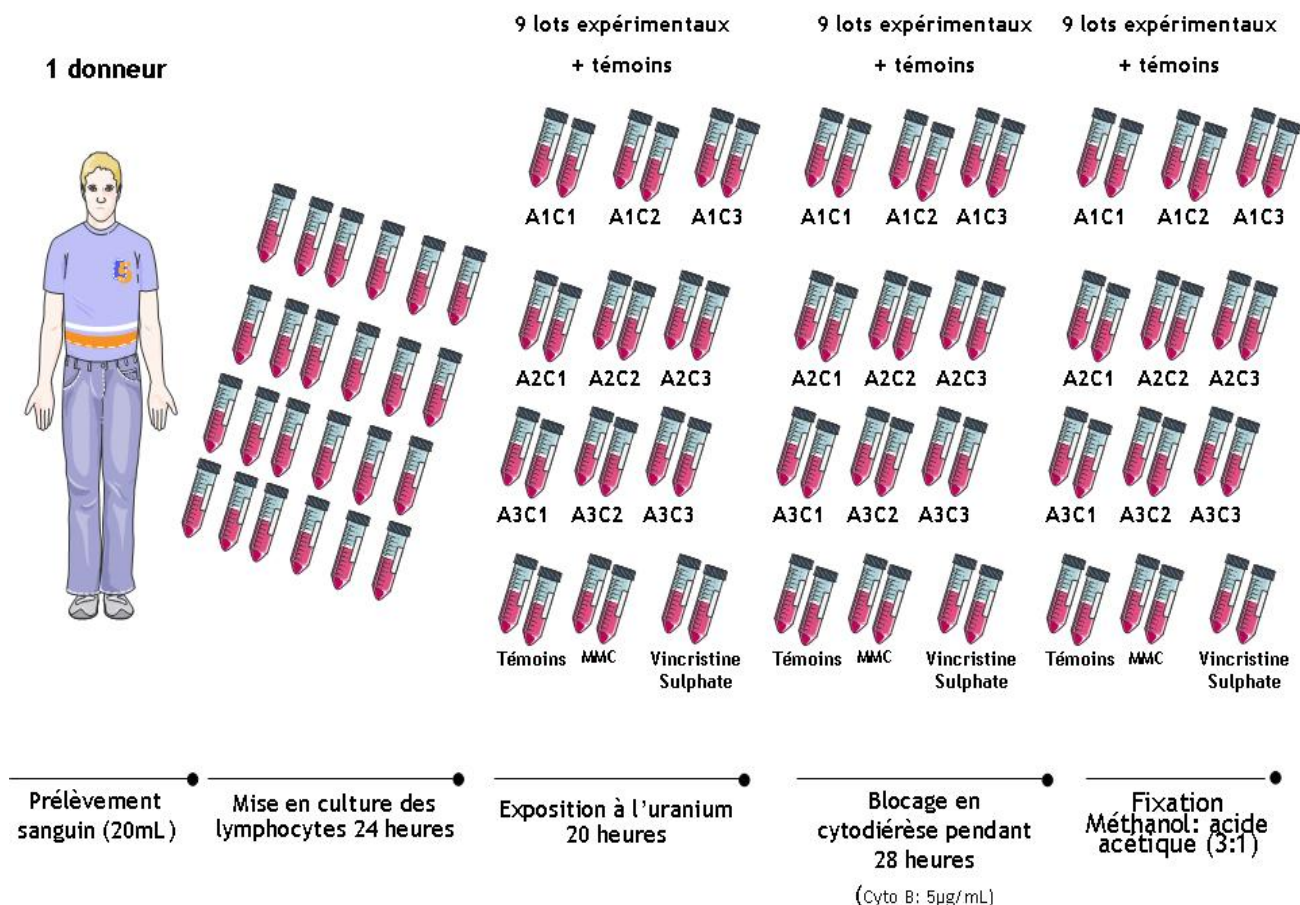 9 lots expérimentaux
+ témoins
9 lots expérimentaux
+ témoins
9 lots expérimentaux
+ témoins
1 donneur
A1C1 A1C2 A1C3
A1C1 A1C2 A1C3
A1C1 A1C2 A1C3
A2C1 A2C2 A2C3
A2C1 A2C2 A2C3
A2C1 A2C2 A2C3
A3C1 A3C2 A3C3
A3C1 A3C2 A3C3
A3C1 A3C2 A3C3
Témoins MMC Vincristine
Sulphate
Témoins MMC Vincristine
Sulphate
Témoins MMC Vincristine
Sulphate
Prélèvement
sanguin (20mL)
Mise en culture des
lymphocytes 24 heures
Exposition à l'uranium
20 heures
Blocage en
cytodiérèse pendant
28 heures
(Cyto B: 5µg/mL)
Fixation
Méthanol: acide
acétique (3:1)